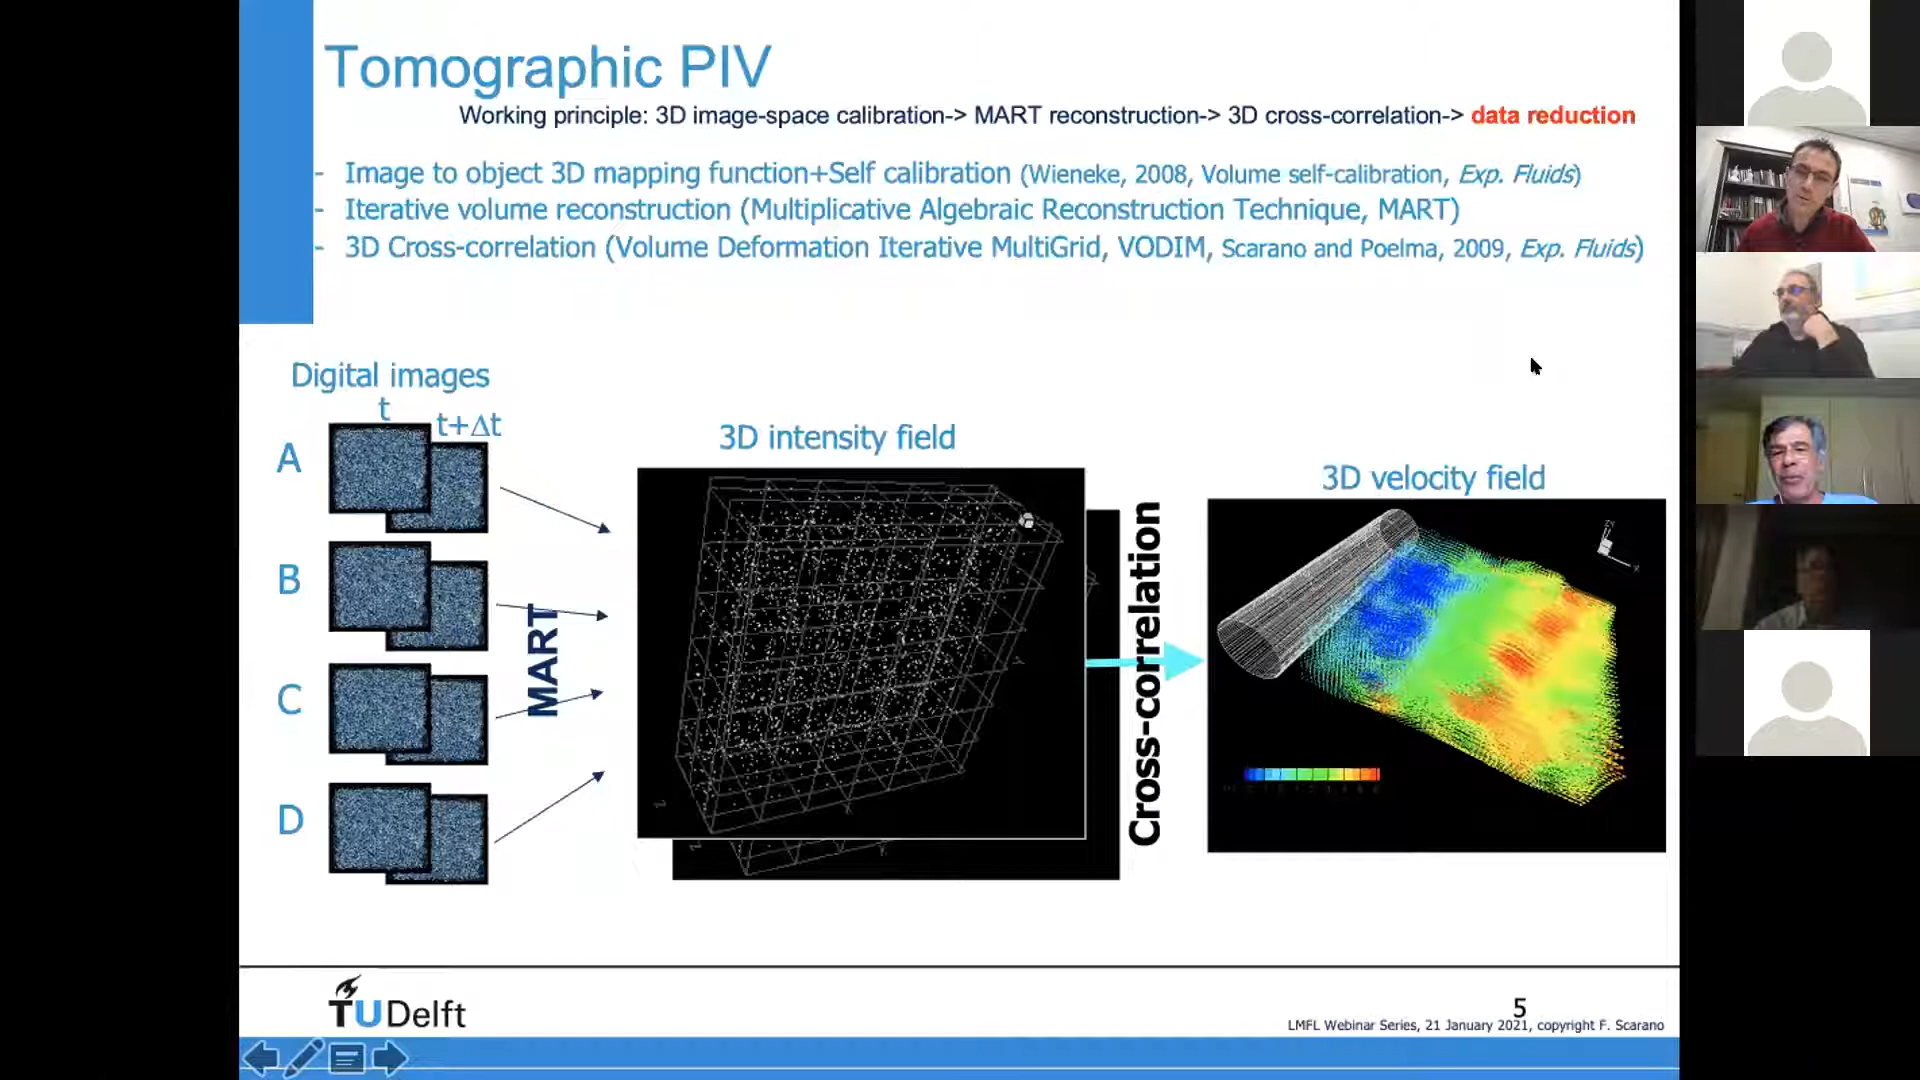 Tomographic PIV
Working principle: 3D image-space calibration-> MART reconstruction-> 3D cross-correlation-> data reduction
- Image to object 3D mapping function+Self calibration (Wieneke, 2008, Volume self-calibration, Exp. Fluids)
- Iterative volume reconstruction (Multiplicative Algebraic Reconstruction Technique, MART)
- 3D Cross-correlation (Volume Deformation Iterative MultiGrid, VODIM, Scarano and Poelma, 2009, Exp. Fluids)
Digital images
t
t+Δt
A
B
C
D
MART
3D intensity field
Cross-correlation
3D velocity field
TUDelft
5
LMFL Webinar Series, 21 January 2021, copyright F. Scarano